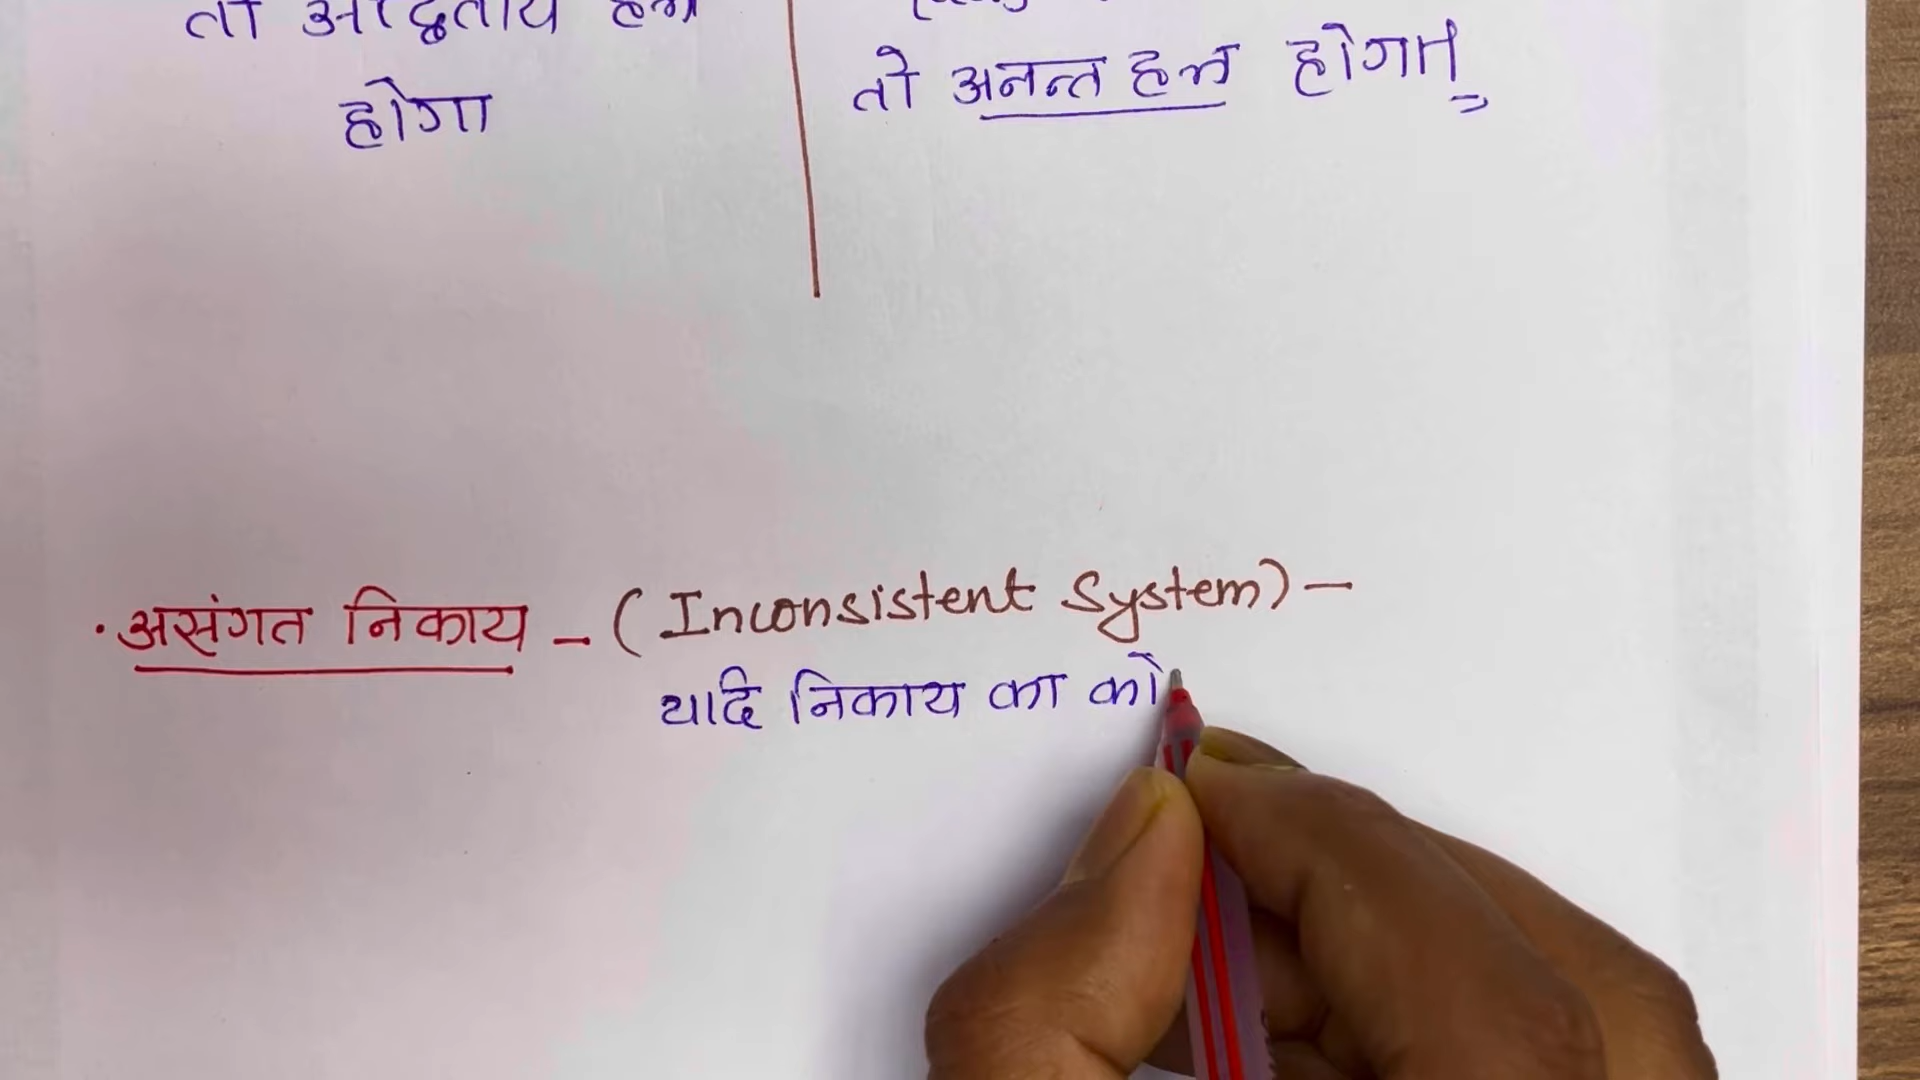 तो अद्वितीय हल
होगा
तो अनन्त हल होगा
· असंगत निकाय - ( Inconsistent System) -
यदि निकाय का को